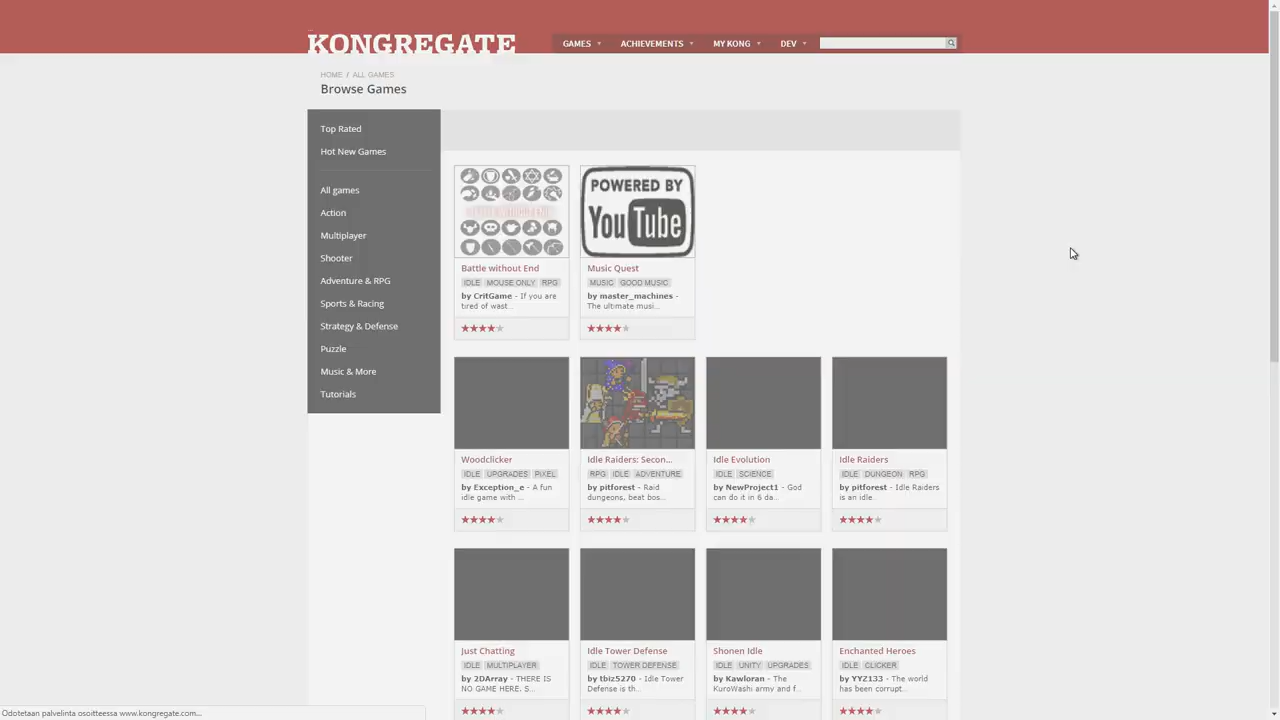 KONGREGATE
GAMES ACHIEVEMENTS MY KONG DEV
HOME / ALL GAMES
Browse Games
Top Rated
Hot New Games
All games
Action
Multiplayer
Shooter
Adventure & RPG
Sports & Racing
Strategy & Defense
Puzzle
Music & More
Tutorials
POWERED BY
YouTube
Battle without End
IDLE MOUSE ONLY RPG
by CritGame - If you are
tired of wast...
Music Quest
MUSIC GOOD MUSIC
by master_machines -
The ultimate musi...
Woodclicker
IDLE UPGRADES PIXEL
by Exception_e - A fun
idle game with ...
Idle Raiders: Secon...
RPG IDLE ADVENTURE
by pitforest - Raid
dungeons, beat bos...
Idle Evolution
IDLE SCIENCE
by NewProject1 - God
can do it in 6 da...
Idle Raiders
IDLE DUNGEON RPG
by pitforest - Idle Raiders
is an idle...
Just Chatting
IDLE MULTIPLAYER
by 2DArray - THERE IS
NO GAME HERE. S...
Idle Tower Defense
IDLE TOWER DEFENSE
by tbiz5270 - Idle Tower
Defense is th...
Shonen Idle
IDLE UNITY UPGRADES
by Kawloran - The
KuroWashi army and f...
Enchanted Heroes
IDLE CLICKER
by YYZ133 - The world
has been corrupt...
Odotetaan palvelinta osoitteessa www.kongregate.com...